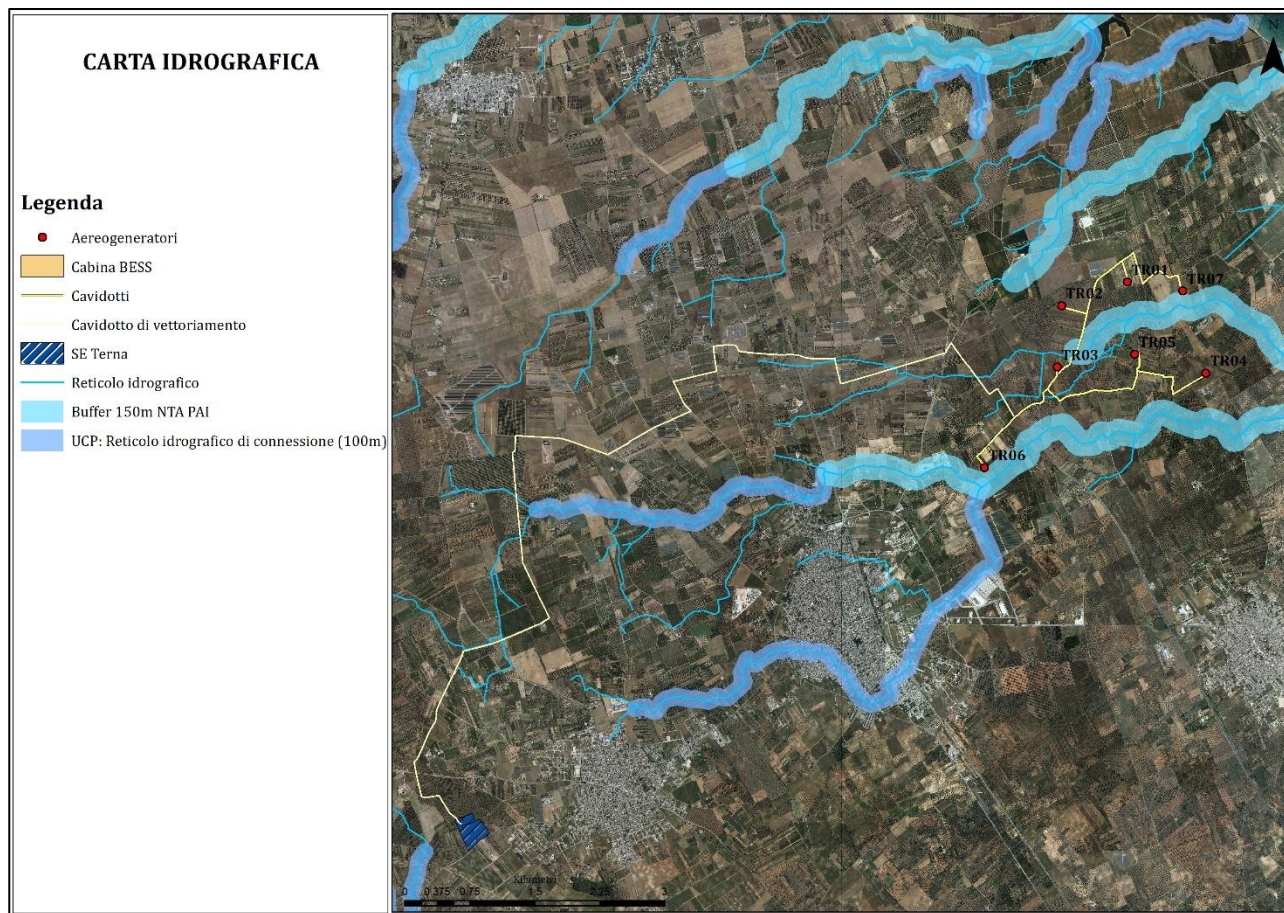 CARTA IDROGRAFICA
Legenda
Aereogeneratori
Cabina BESS
Cavidotti
Cavidotto di vettoriamento
SE Terna
Reticolo idrografico
Buffer 150m NTA PAI
UCP: Reticolo idrografico di connessione (100m)
TR01
TR07
TR02
TR05
TR03
TR04
TR06
Kilometri
0 0.375 0.75 1.5 2.25 3